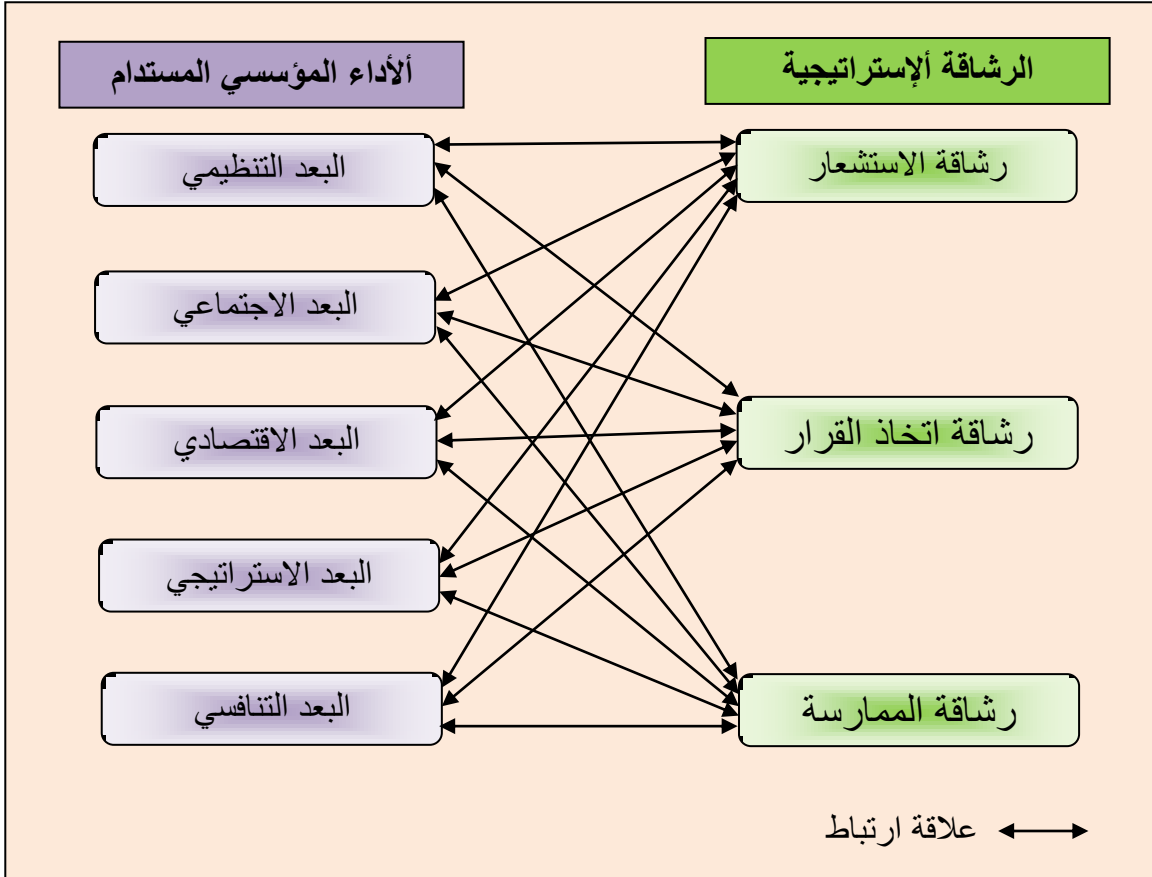 الرشاقة ألإستراتيجية
ألأداء المؤسسي المستدام
رشاقة الاستشعار
رشاقة اتخاذ القرار
رشاقة الممارسة
البعد التنظيمي
البعد الاجتماعي
البعد الاقتصادي
البعد الاستراتيجي
البعد التنافسي
علاقة ارتباط